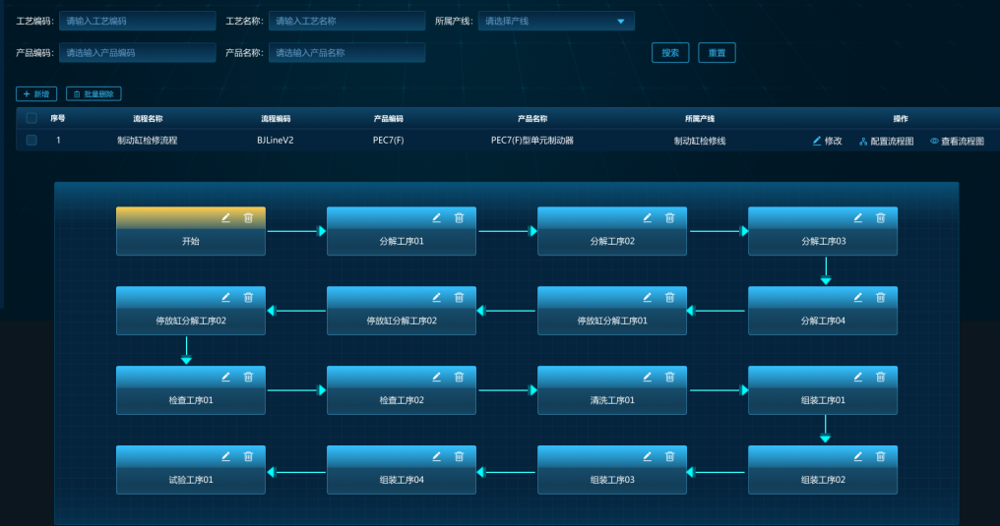 工艺编码: 请输入工艺编码 工艺名称: 请输入工艺名称 所属产线: 请选择产线
产品编码: 请选输入产品编码 产品名称: 请选输入产品名称 搜索 重置
+ 新增 批量删除
序号 流程名称 流程编码 产品编码 产品名称 所属产线 操作
1 制动缸检修流程 BJLineV2 PEC7(F) PEC7(F)型单元制动器 制动缸检修线 修改 配置流程图 查看流程图
开始 分解工序01 分解工序02 分解工序03
停放缸分解工序02 停放缸分解工序02 停放缸分解工序01 分解工序04
检查工序01 检查工序02 清洗工序01 组装工序01
试验工序01 组装工序04 组装工序03 组装工序02